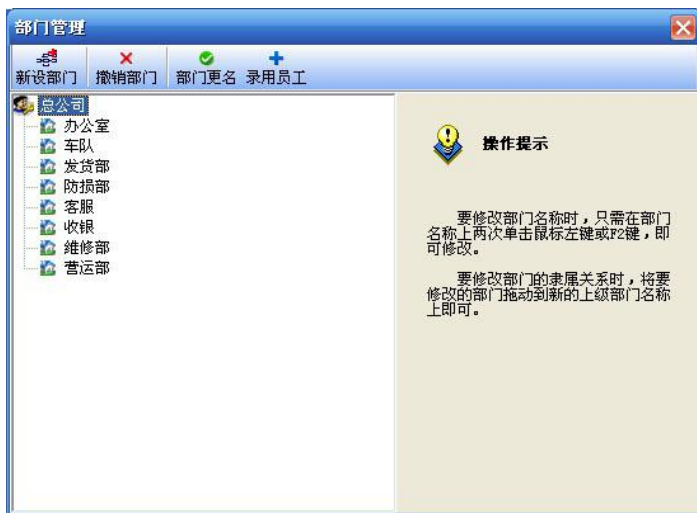 部门管理
新设部门 撤销部门 部门更名 录用员工
总公司
办公室
车队
发货部
防损部
客服
收银
维修部
营运部
操作提示
要修改部门名称时，只需在部门
名称上两次单击鼠标左键或F2键，即
可修改。
要修改部门的隶属关系时，将要
修改的部门拖动到新的上级部门名称
上即可。